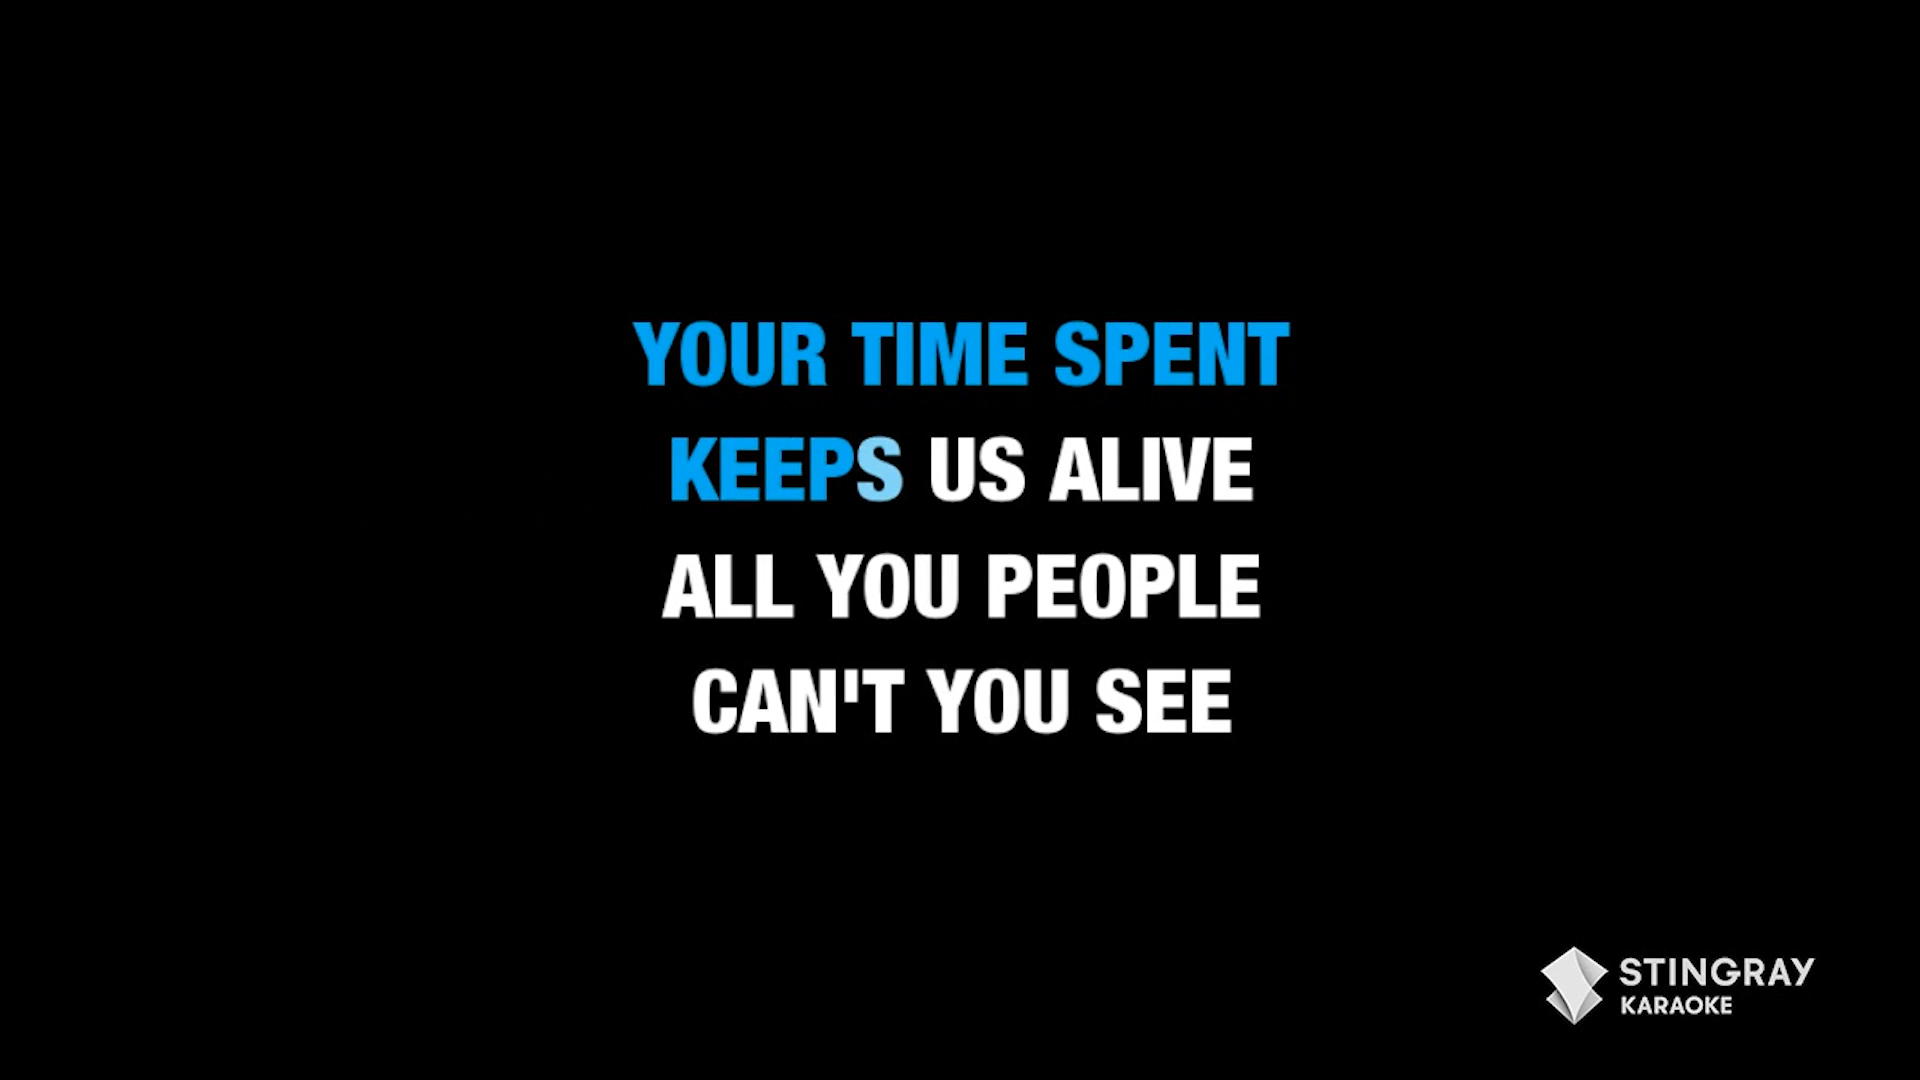 YOUR TIME SPENT
KEEPS US ALIVE
ALL YOU PEOPLE
CAN'T YOU SEE
STINGRAY
KARAOKE